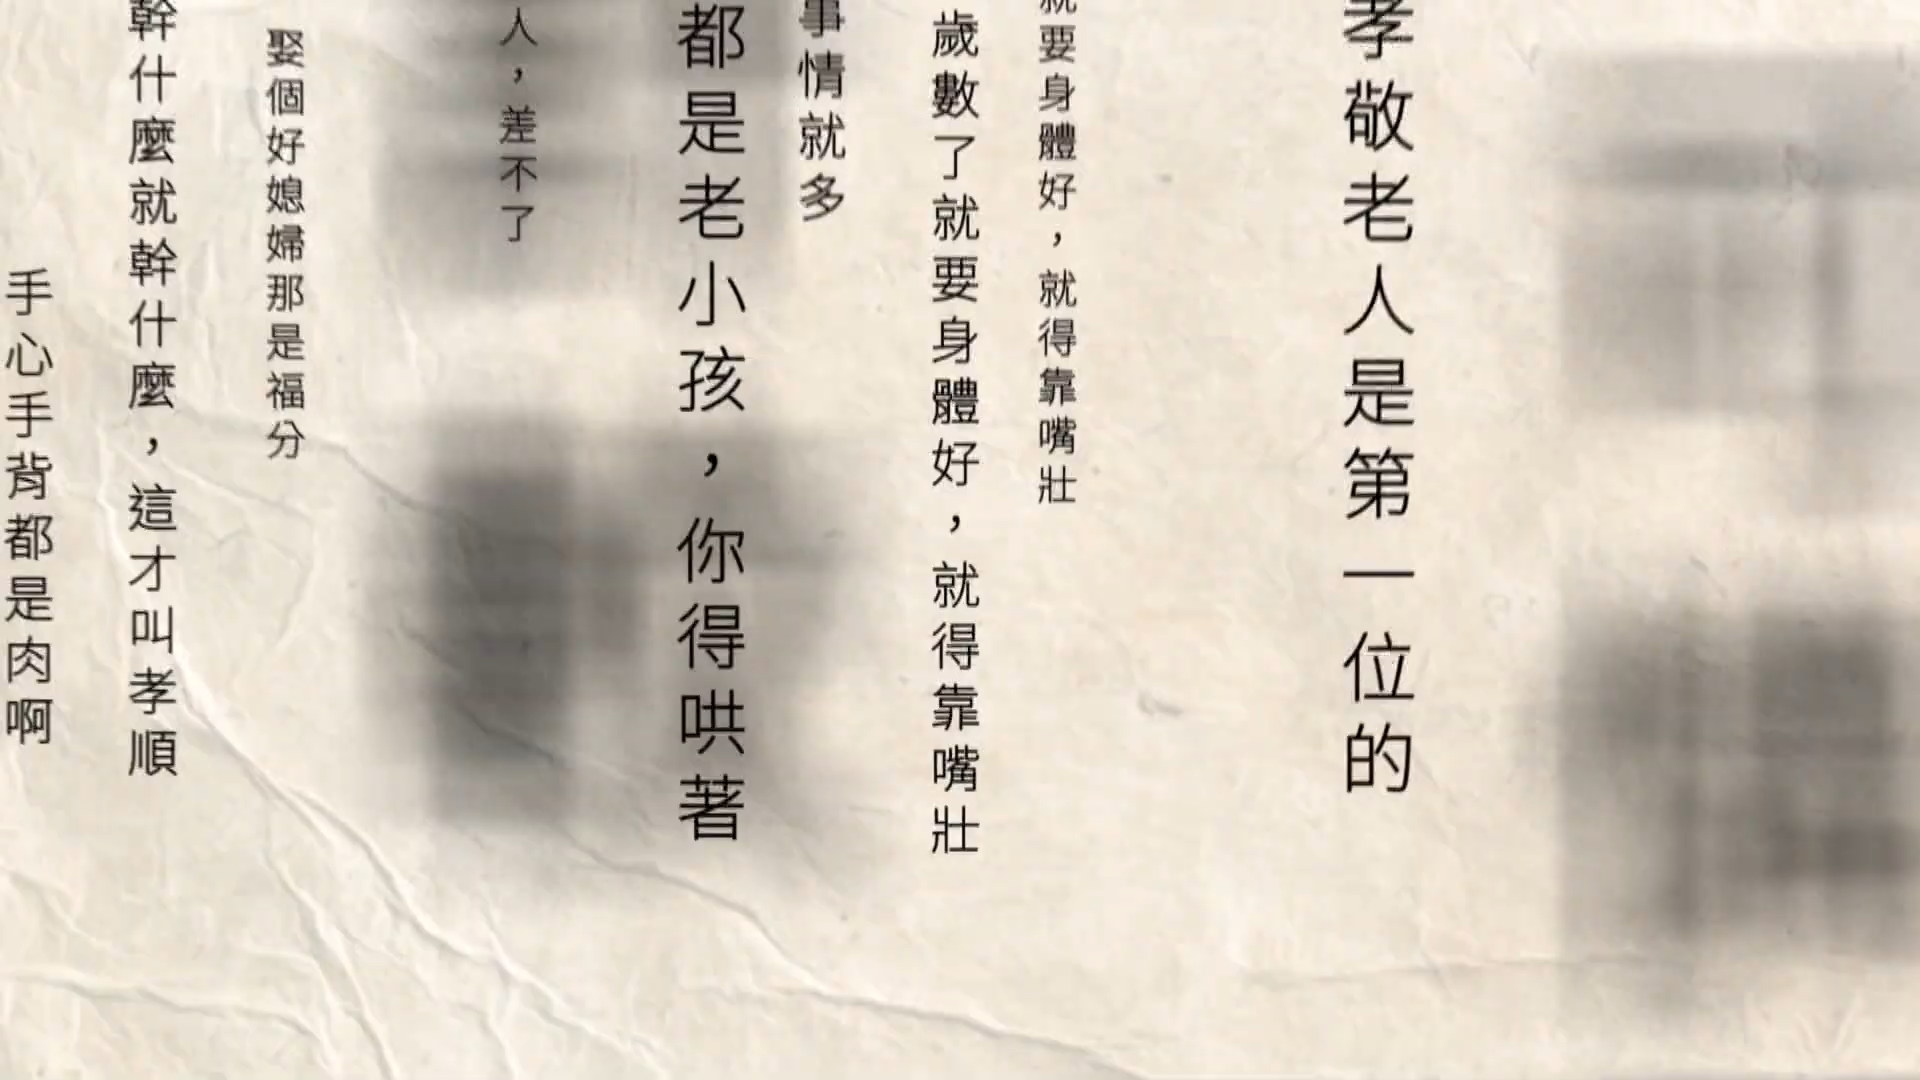 孝敬老人是第一位的
就要身體好，就得靠嘴壯
歲數了就要身體好，就得靠嘴壯
事情就多
都是老小孩，你得哄著
人，差不了
娶個好媳婦那是福分
幹什麼就幹什麼，這才叫孝順
手心手背都是肉啊